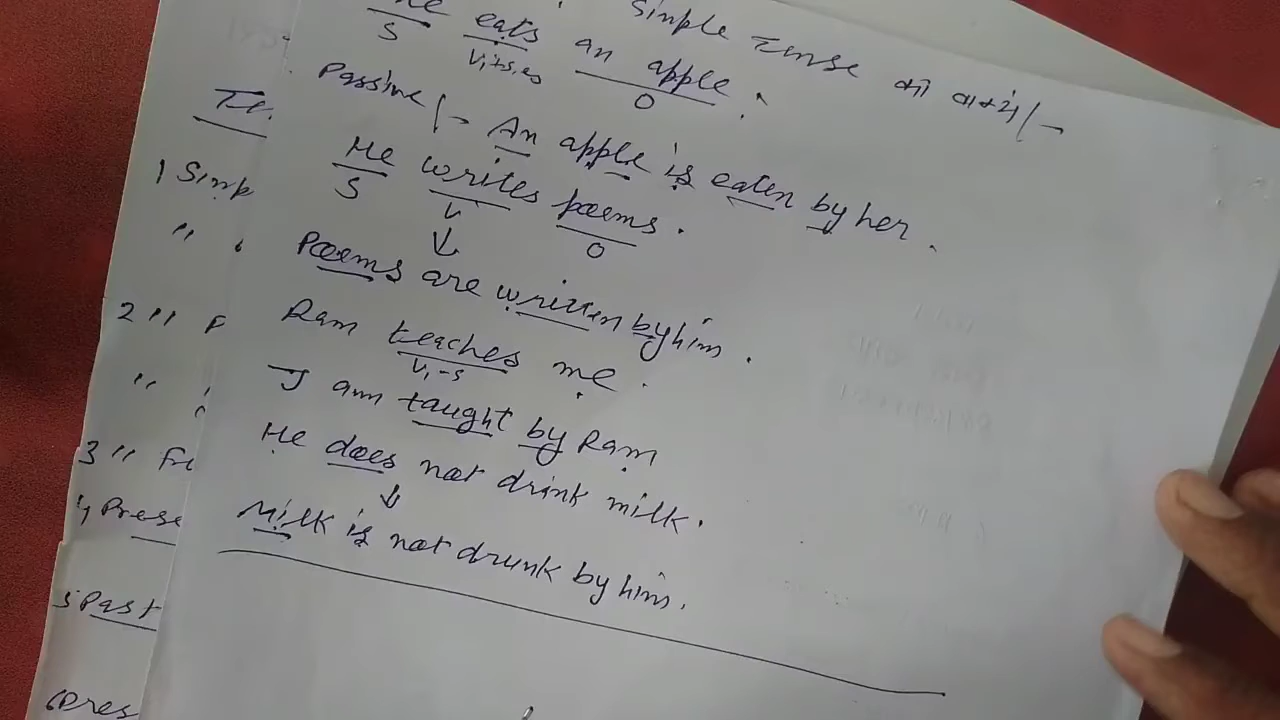 Simple Tense को वाक्य :-
eats an apple.
S V1+s,es O
Passive :- An apple is eaten by her.
He writes poems.
S V O
Poems are written by him.
Ram teaches me.
V1-s
I am taught by Ram
He does not drink milk.
Milk is not drunk by him.
1 Simp
" "
2 "
"
3 "
4 Prese
5 Past
6 Pres